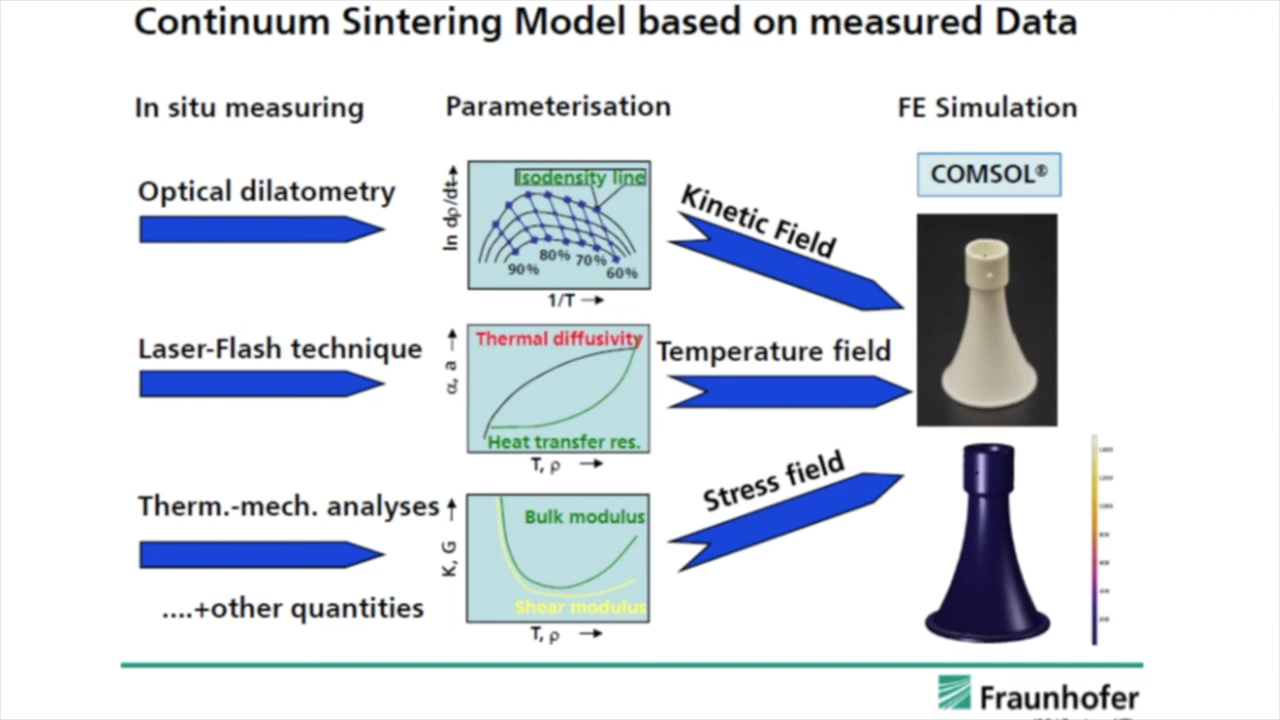 Continuum Sintering Model based on measured Data
In situ measuring
Parameterisation
FE Simulation
COMSOL®
Optical dilatometry
ln dρ/dt
Isodensity line
90%
80%
70%
60%
1/T
Kinetic Field
Laser-Flash technique
α, a
Thermal diffusivity
Heat transfer res.
T, ρ
Temperature field
Therm.-mech. analyses
....+other quantities
K, G
Bulk modulus
Shear modulus
T, ρ
Stress field
Fraunhofer